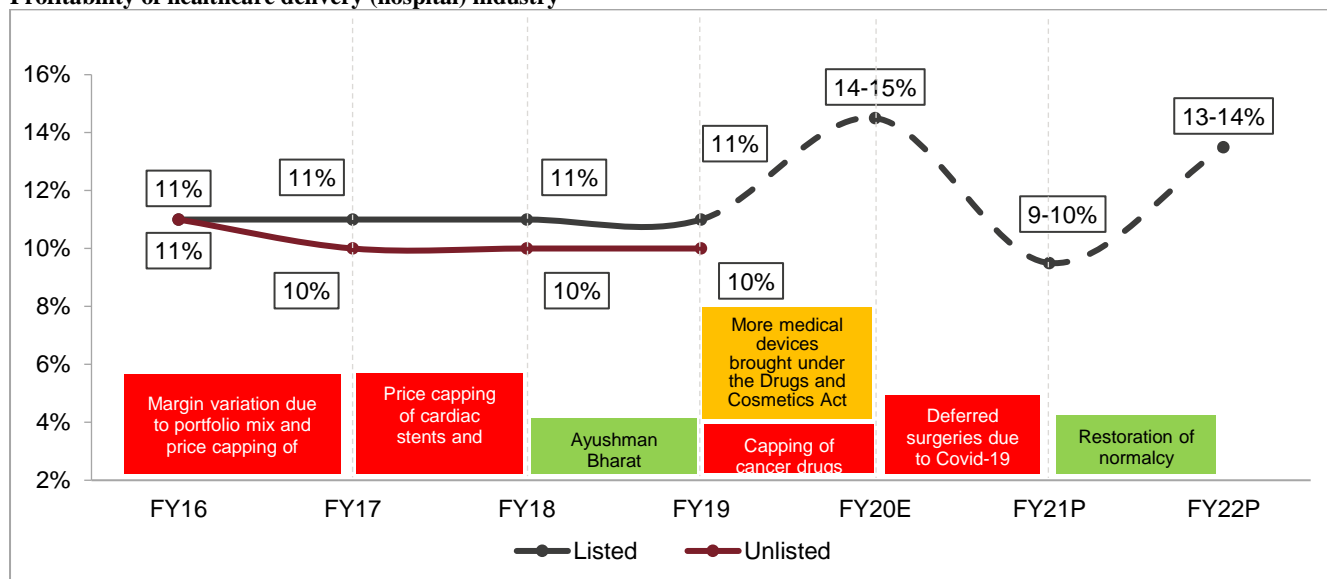 Profitability of healthcare delivery (hospital) industry
16%
14%
12%
10%
8%
6%
4%
2%
11%
11%
11%
11%
14-15%
9-10%
13-14%
11%
10%
10%
10%
Margin variation due
to portfolio mix and
price capping of
Price capping
of cardiac
stents and
Ayushman
Bharat
More medical
devices
brought under
the Drugs and
Cosmetics Act
Capping of
cancer drugs
Deferred
surgeries due
to Covid-19
Restoration of
normalcy
FY16
FY17
FY18
FY19
FY20E
FY21P
FY22P
Listed
Unlisted